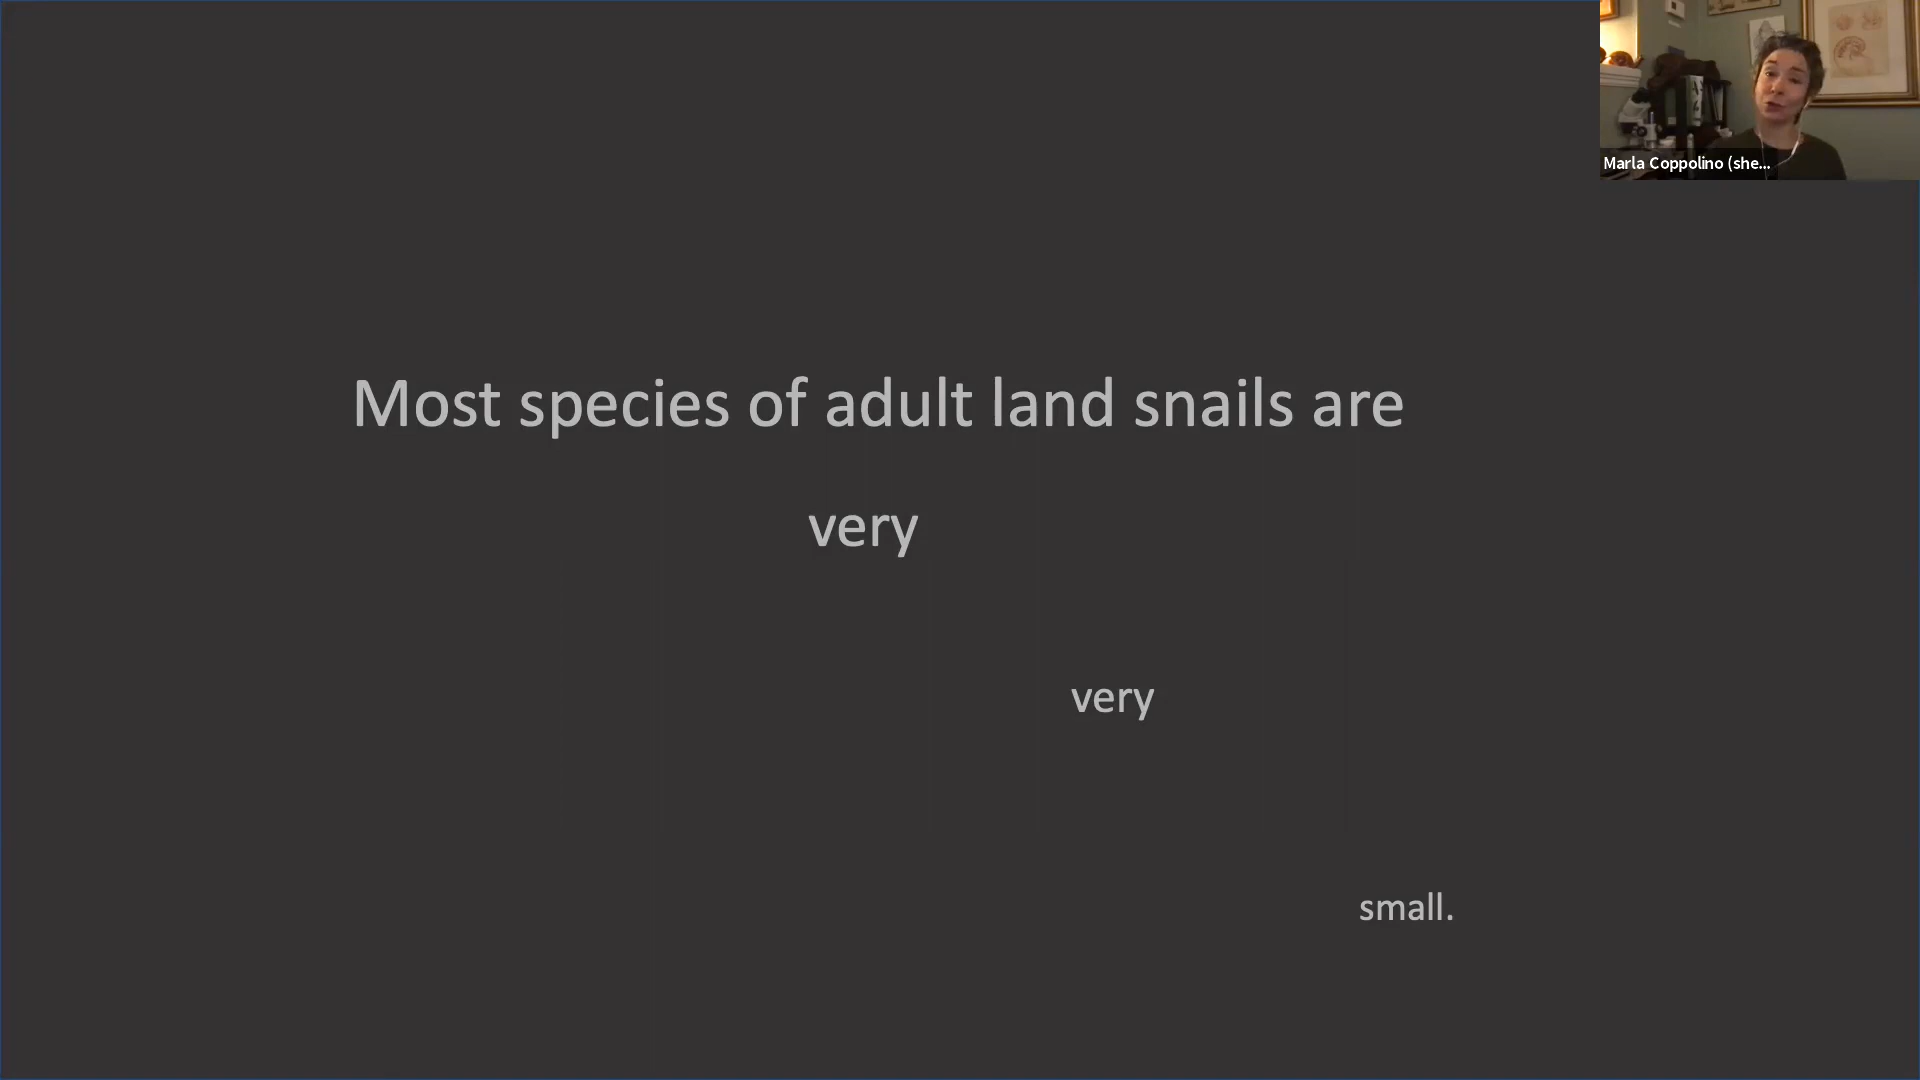 Marla Coppolino (she...
Most species of adult land snails are
very
very
small.